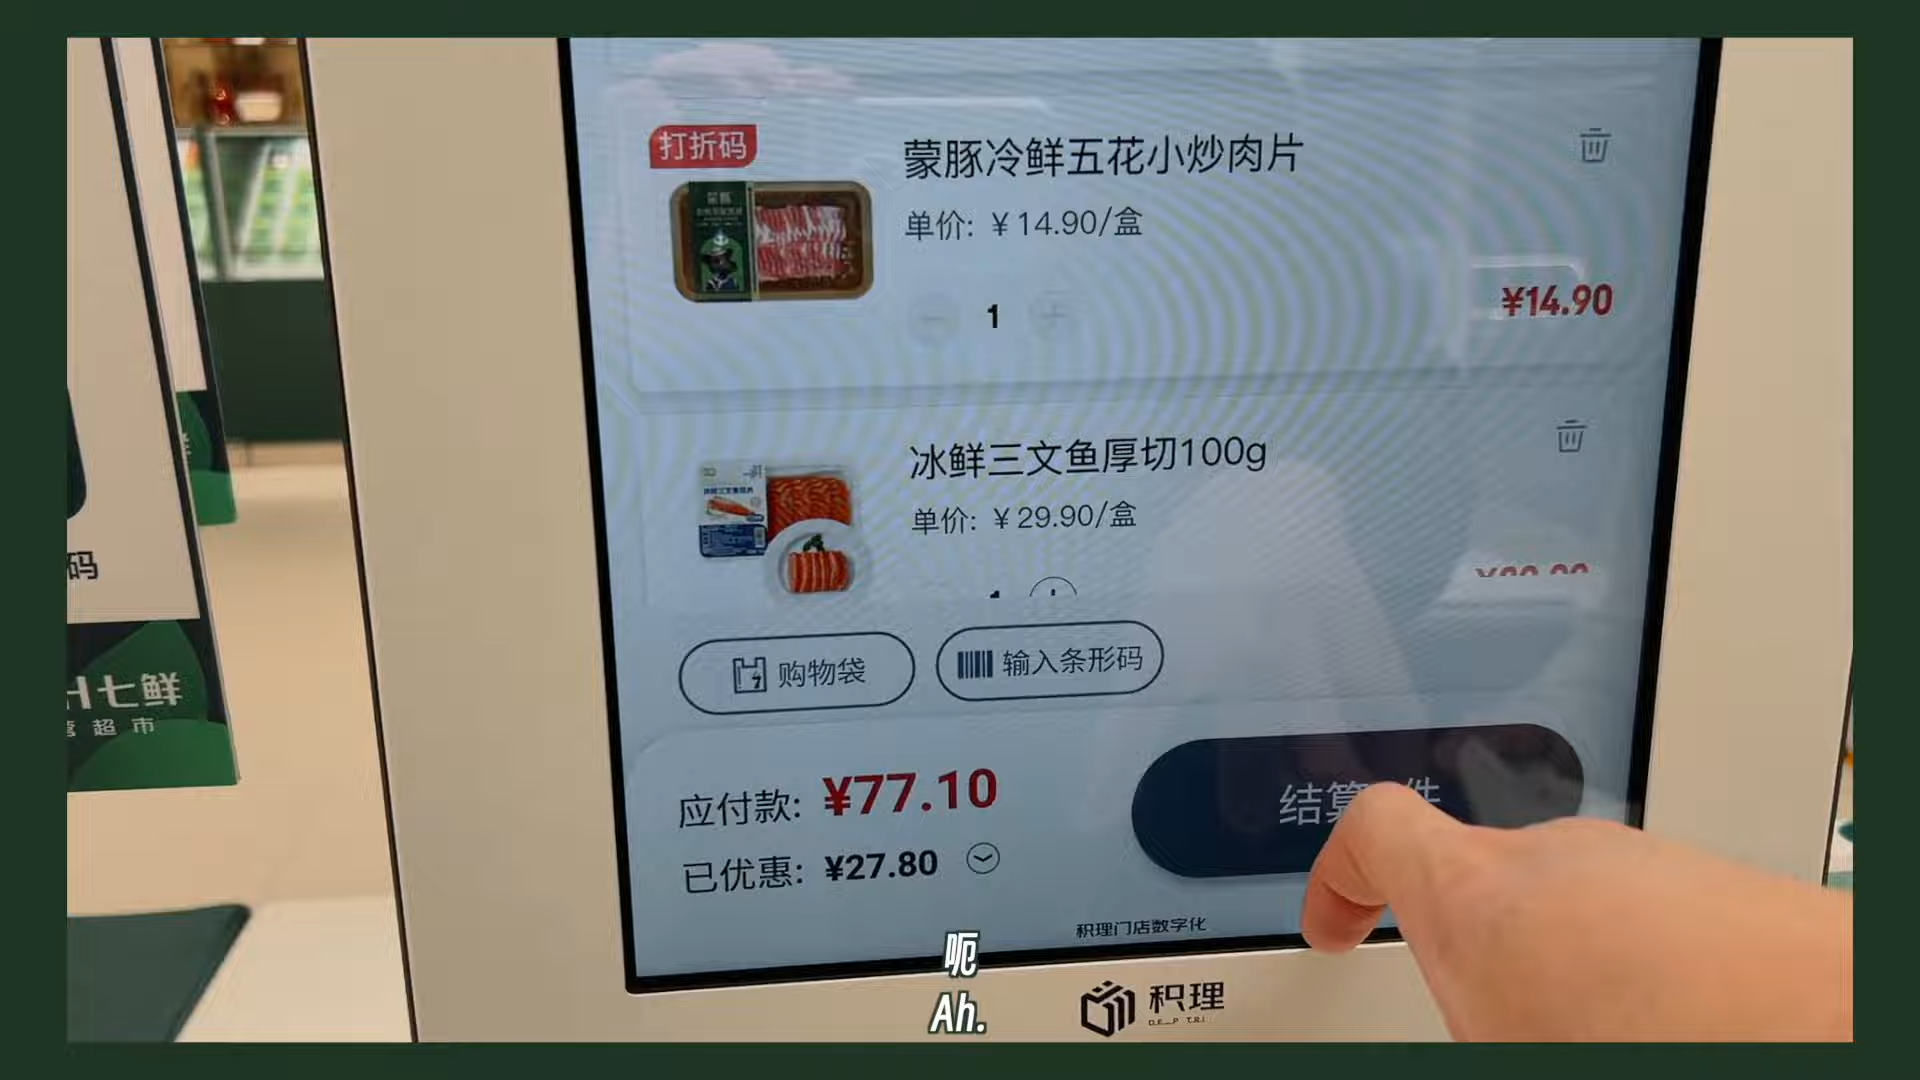 打折码
蒙豚冷鲜五花小炒肉片
单价: ¥14.90/盒
1
¥14.90
冰鲜三文鱼厚切100g
单价: ¥29.90/盒
购物袋
输入条形码
应付款: ¥77.10
已优惠: ¥27.80
结算
件
积理门店数字化
积理
码
七鲜
超市
呃
Ah.